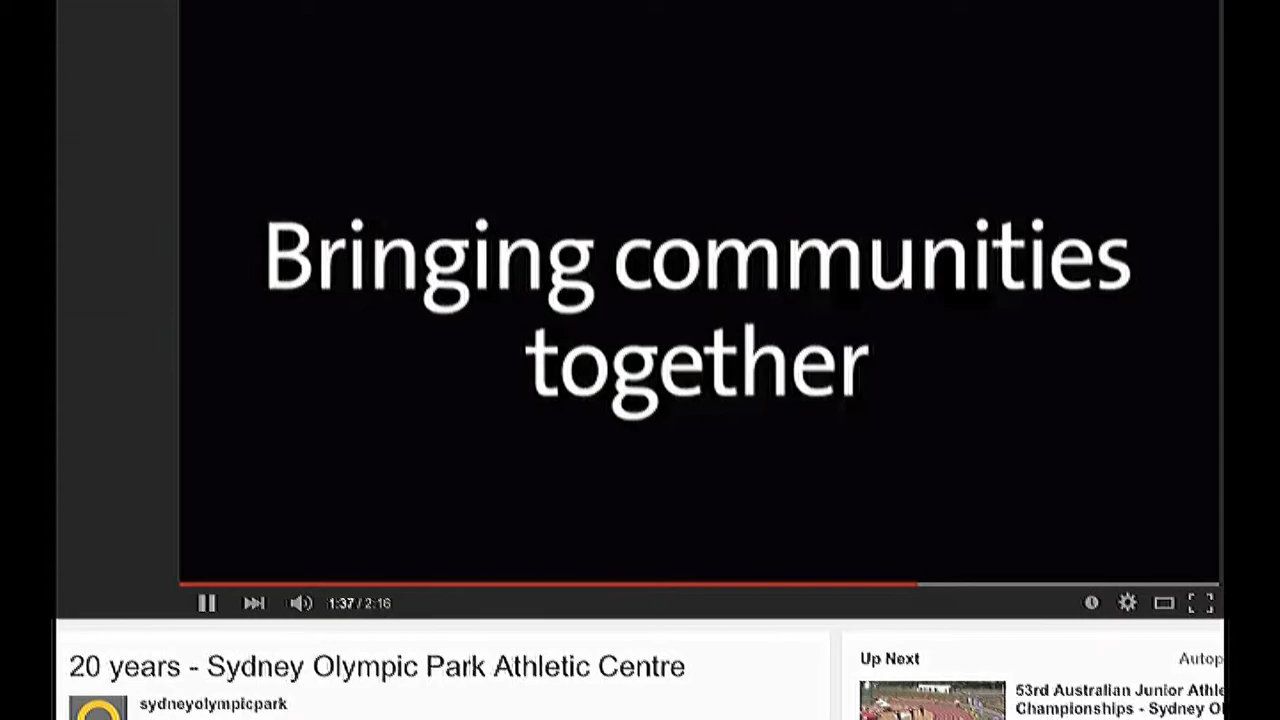 Bringing communities
together
1:37 / 2:16
20 years - Sydney Olympic Park Athletic Centre
sydneyolympicpark
Up Next
Autop
53rd Australian Junior Athle
Championships - Sydney Ol